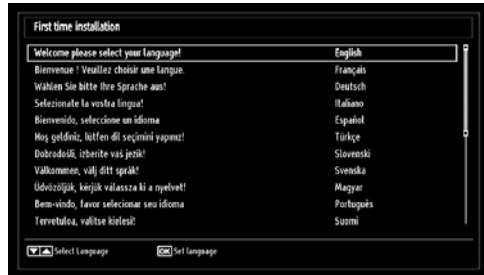 First time installation
Welcome please select your language! English
Bienvenue ! Veuillez choisir une langue. Français
Wählen Sie bitte Ihre Sprache aus! Deutsch
Selezionate la vostra lingua! Italiano
Bienvenido, seleccione un idioma Español
Hoş geldiniz, lütfen dil seçimini yapınız! Türkçe
Dobrodošli, izberite vaš jezik! Slovenski
Välkommen, välj ditt språk! Svenska
Üdvözöljük, kérjük válassza ki a nyelvet! Magyar
Bem-vindo, favor selecionar seu idioma Português
Tervetuloa, valitse kielesi! Suomi
Select Language OK Set language